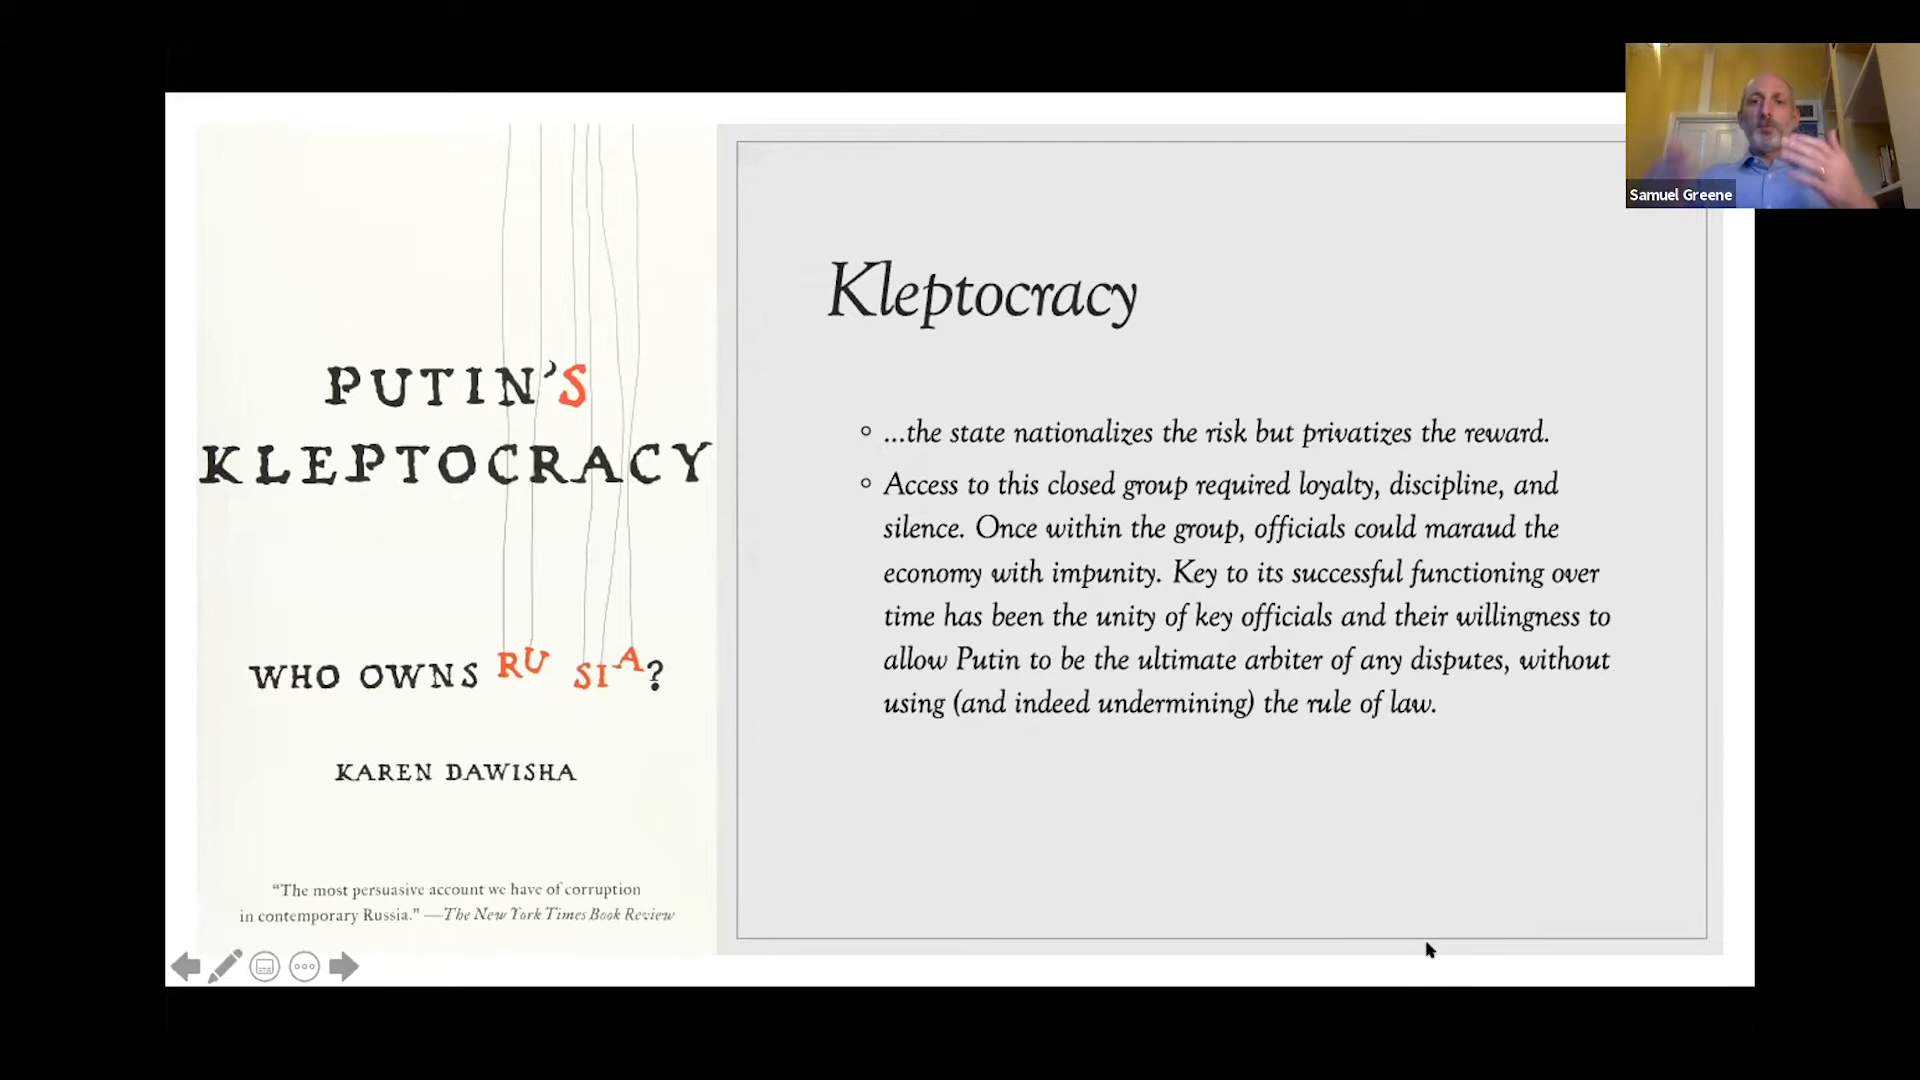 Samuel Greene
PUTIN'S
KLEPTOCRACY
WHO OWNS RU SIA?
KAREN DAWISHA
“The most persuasive account we have of corruption
in contemporary Russia.” —The New York Times Book Review
Kleptocracy
...the state nationalizes the risk but privatizes the reward.
Access to this closed group required loyalty, discipline, and
silence. Once within the group, officials could maraud the
economy with impunity. Key to its successful functioning over
time has been the unity of key officials and their willingness to
allow Putin to be the ultimate arbiter of any disputes, without
using (and indeed undermining) the rule of law.